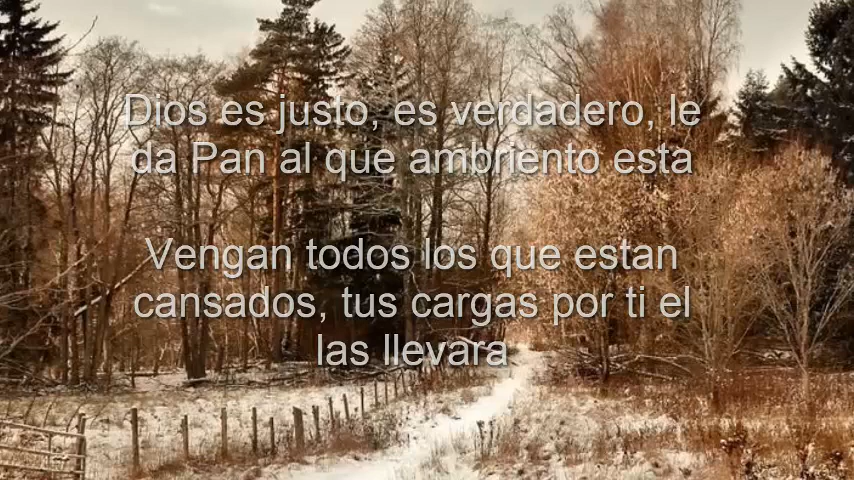 Dios es justo, es verdadero, le
da Pan al que ambriento esta
Vengan todos los que estan
cansados, tus cargas por ti el
las llevara